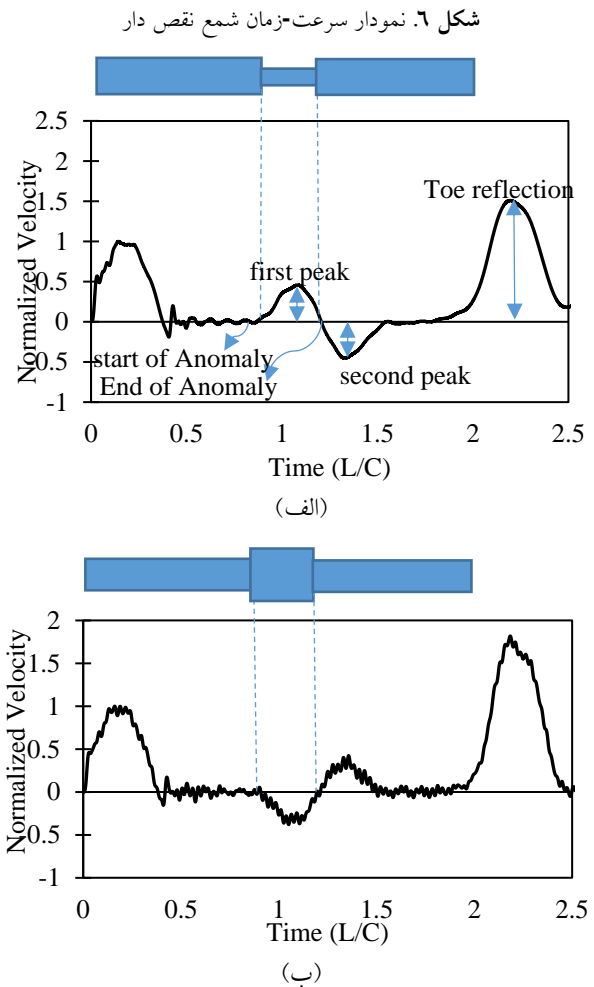 شکل ٦. نمودار سرعت-زمان شمع نقص دار
2.5
2
1.5
1
0.5
0
-0.5
-1
Normalized Velocity
Toe reflection
first peak
start of Anomaly
End of Anomaly
second peak
0 0.5 1 1.5 2 2.5
Time (L/C)
(الف)
2
1.5
1
0.5
0
-0.5
-1
Normalized Velocity
0 0.5 1 1.5 2 2.5
Time (L/C)
(ب)